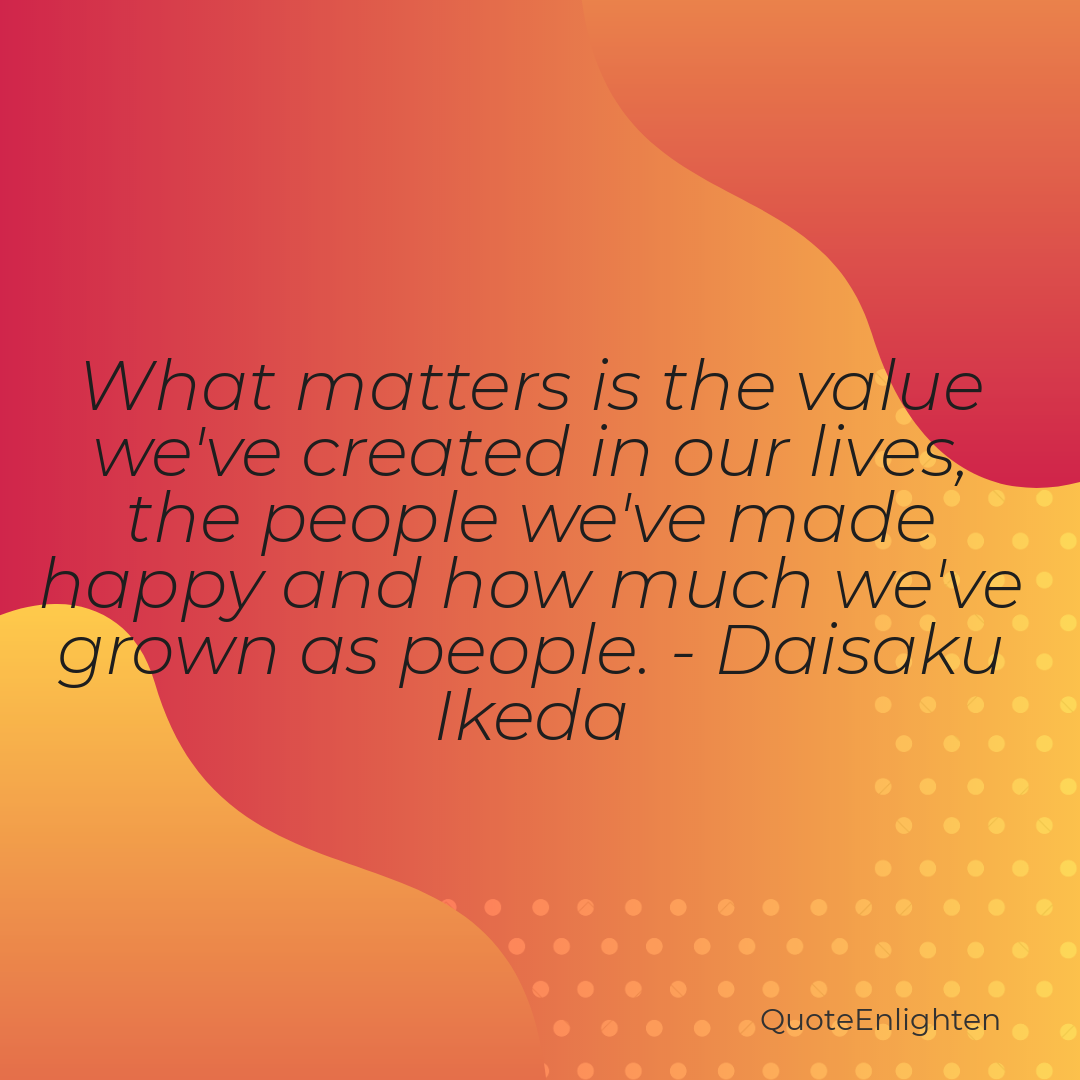 What matters is the value
we've created in our lives,
the people we've made
happy and how much we've
grown as people. - Daisaku
Ikeda
QuoteEnlighten